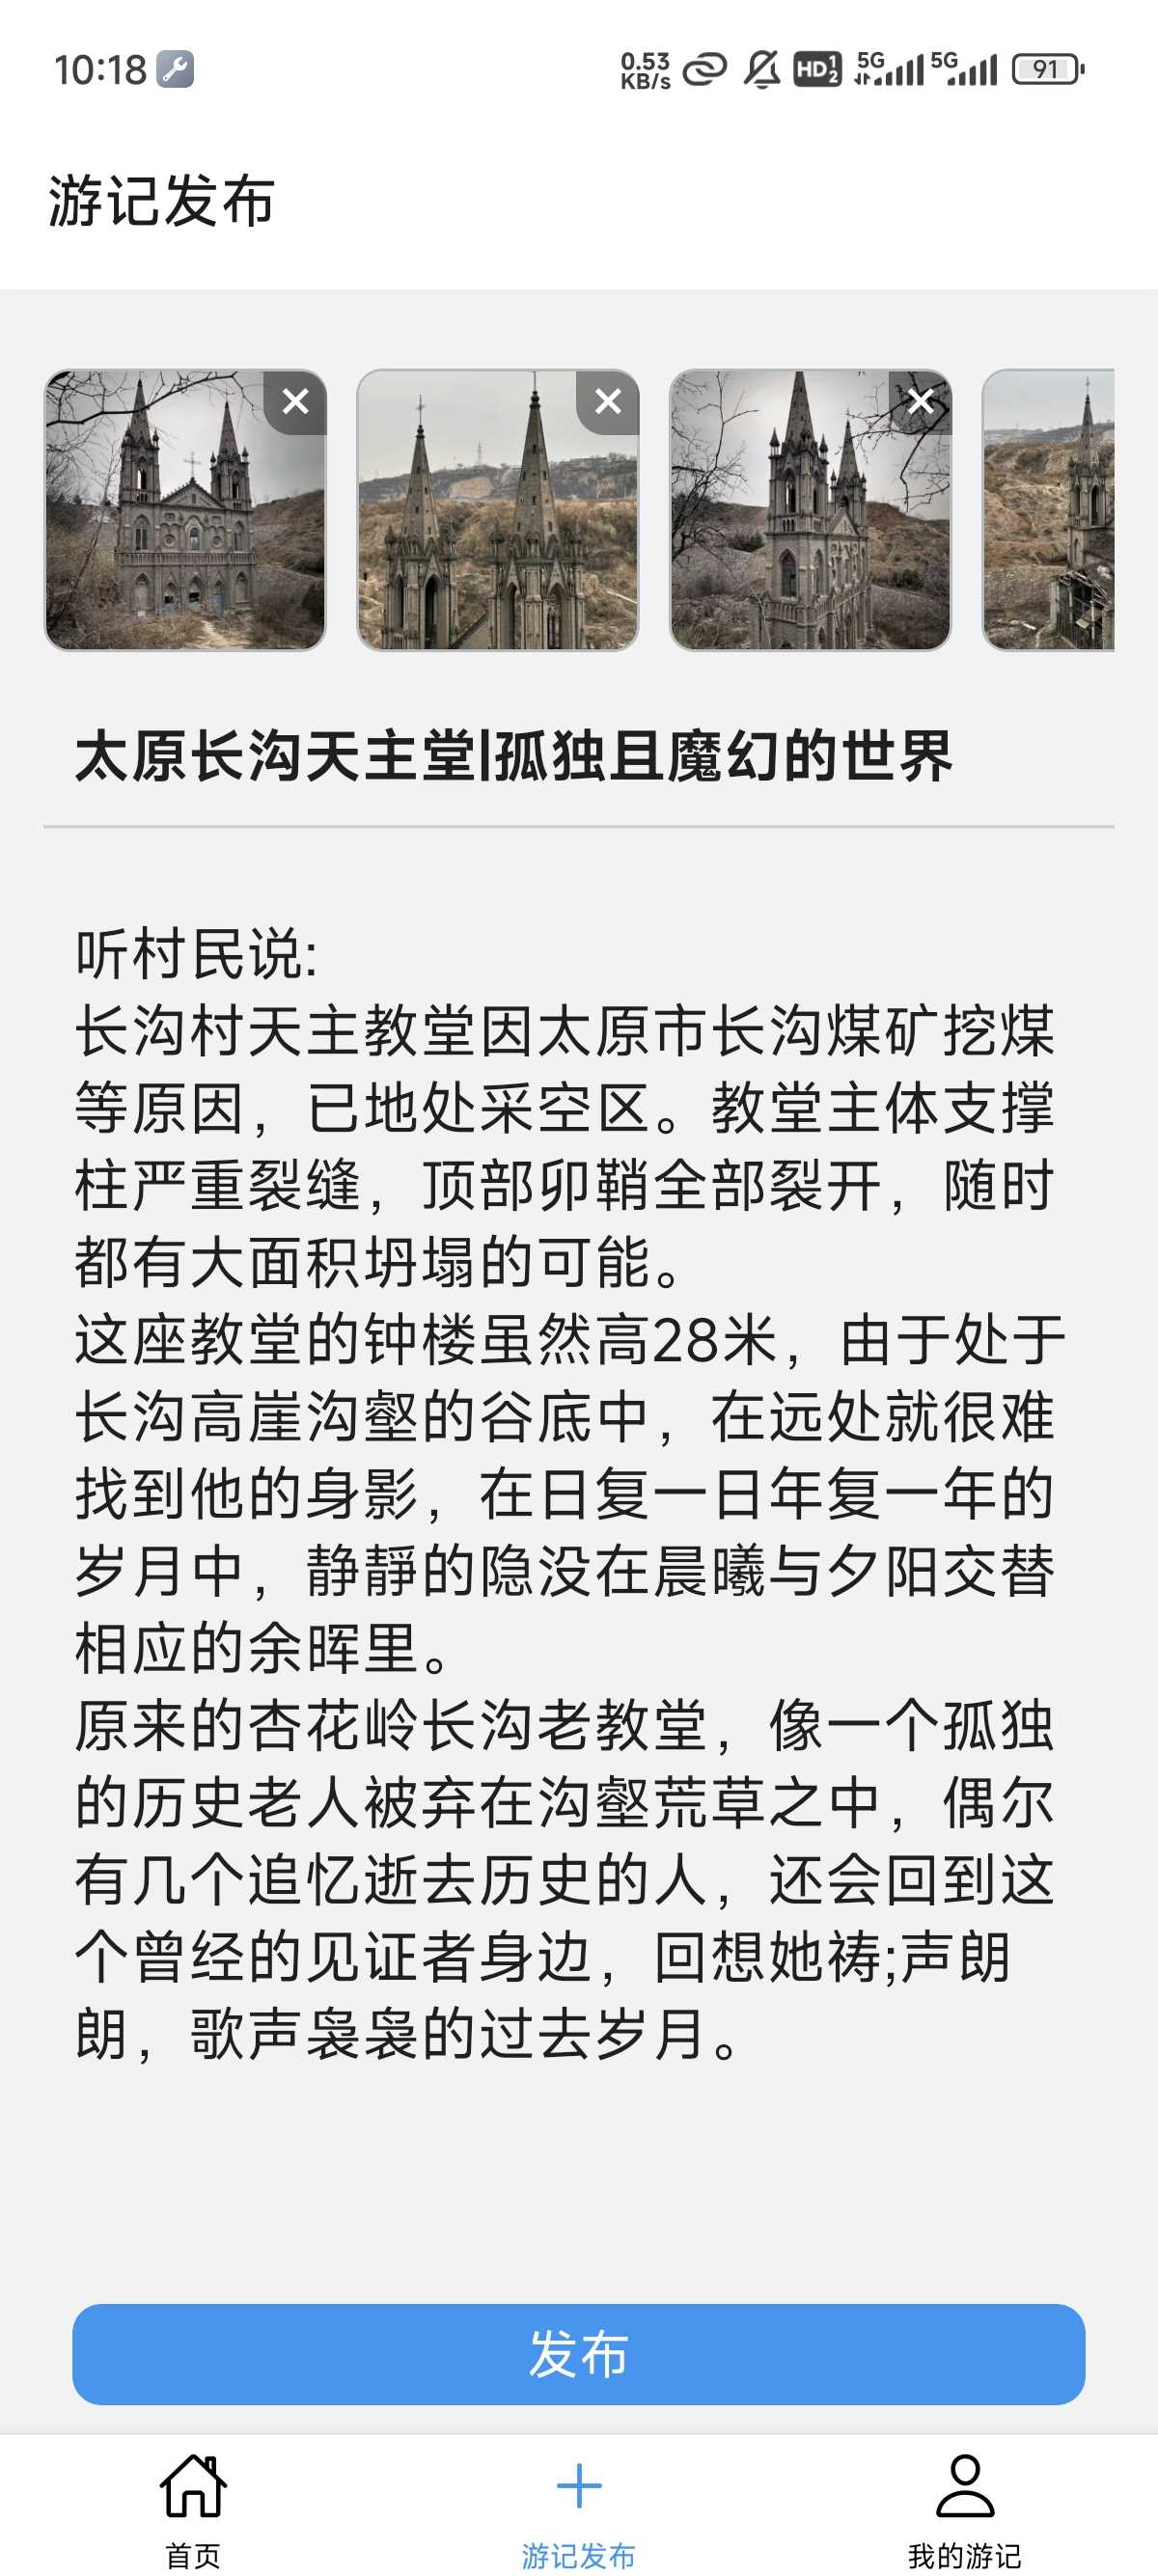 10:18
0.53
KB/s
HD 1 2
5G
5G
91
游记发布
太原长沟天主堂|孤独且魔幻的世界
听村民说:
长沟村天主教堂因太原市长沟煤矿挖煤
等原因，已地处采空区。教堂主体支撑
柱严重裂缝，顶部卯鞘全部裂开，随时
都有大面积坍塌的可能。
这座教堂的钟楼虽然高28米，由于处于
长沟高崖沟壑的谷底中，在远处就很难
找到他的身影，在日复一日年复一年的
岁月中，静靜的隐没在晨曦与夕阳交替
相应的余晖里。
原来的杏花岭长沟老教堂，像一个孤独
的历史老人被弃在沟壑荒草之中，偶尔
有几个追忆逝去历史的人，还会回到这
个曾经的见证者身边，回想她祷;声朗
朗，歌声袅袅的过去岁月。
发布
首页
游记发布
我的游记